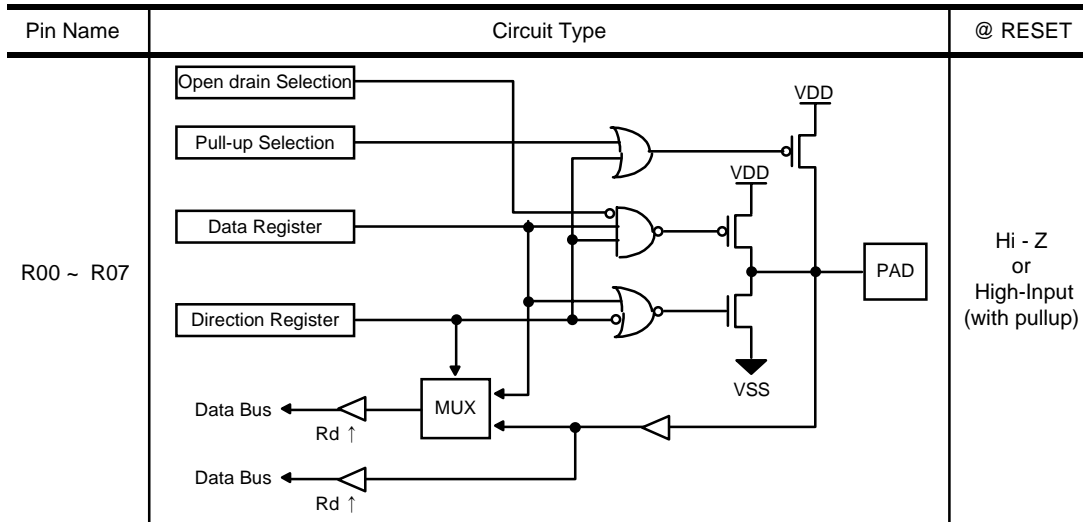 Pin Name
Circuit Type
@ RESET
Open drain Selection
VDD
Pull-up Selection
VDD
Data Register
R00 ~ R07
PAD
Hi - Z
or
High-Input
(with pullup)
Direction Register
VSS
Data Bus
MUX
Rd ↑
Data Bus
Rd ↑